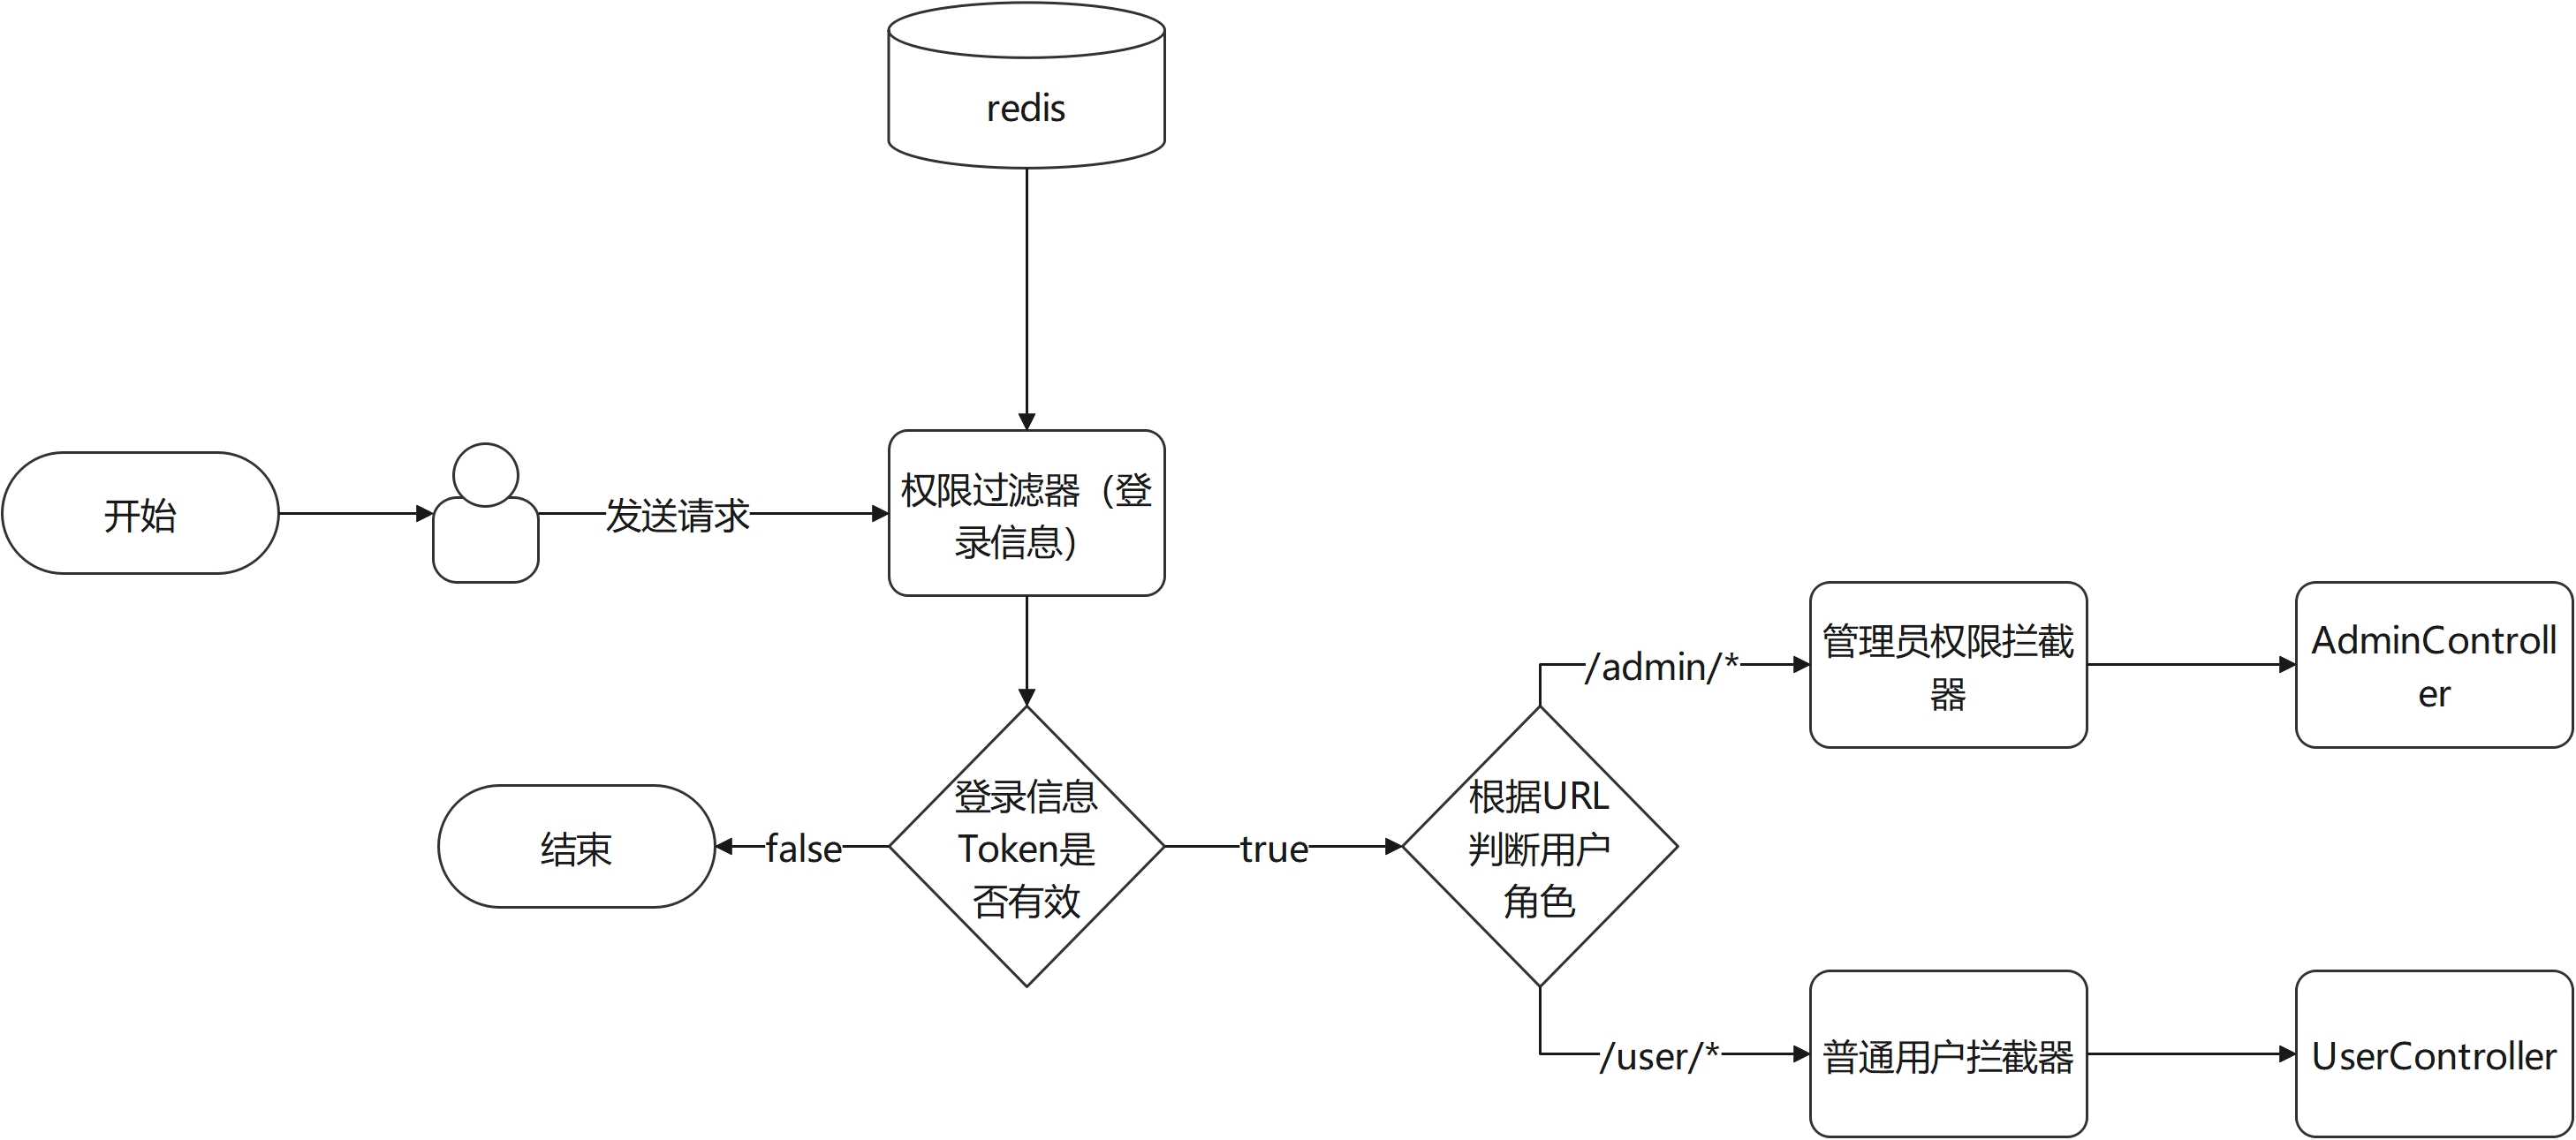 redis
开始
发送请求
权限过滤器（登
录信息）
管理员权限拦截
器
/admin/*
AdminControll
er
登录信息
Token是
否有效
结束
false
true
根据URL
判断用户
角色
/user/*
普通用户拦截器
UserController